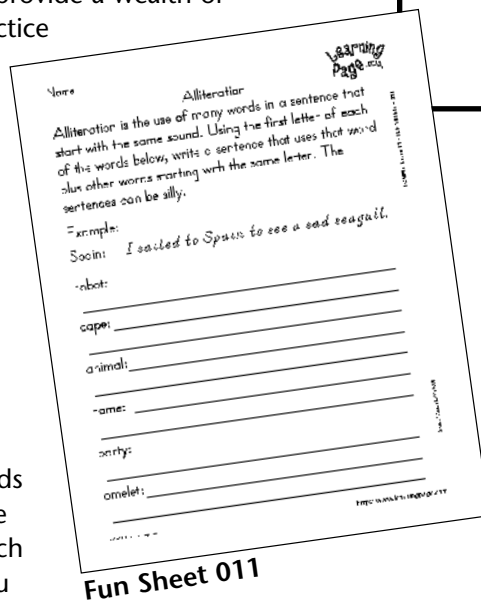 provide a wealth of
ctice
Learning
Page
Name
Alliteration
Alliteration is the use of many words in a sentence that
start with the same sound. Using the first letter of each
of the words below, write a sentence that uses that word
plus other words starting with the same letter. The
sentences can be silly.
Example:
Spain: I sailed to Spain to see a sad seagull.
cape:
animal:
party:
omelet:
ds
e
ch
u
Fun Sheet 011